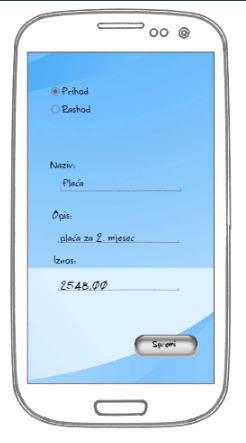 Prihod
Rashod
Naziv:
Plaća
Opis:
plaća za 2. mjesec
Iznos:
2548,00
Spremi